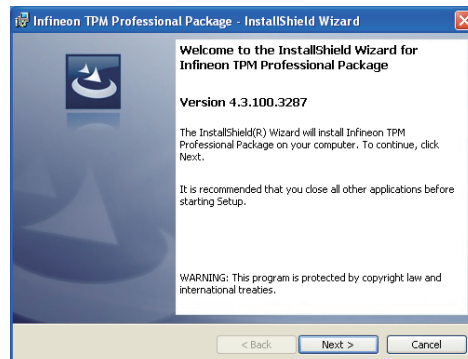 Infineon TPM Professional Package - InstallShield Wizard
Welcome to the InstallShield Wizard for
Infineon TPM Professional Package
Version 4.3.100.3287
The InstallShield(R) Wizard will install Infineon TPM
Professional Package on your computer. To continue, click
Next.
It is recommended that you close all other applications before
starting Setup.
WARNING: This program is protected by copyright law and
international treaties.
< Back Next > Cancel